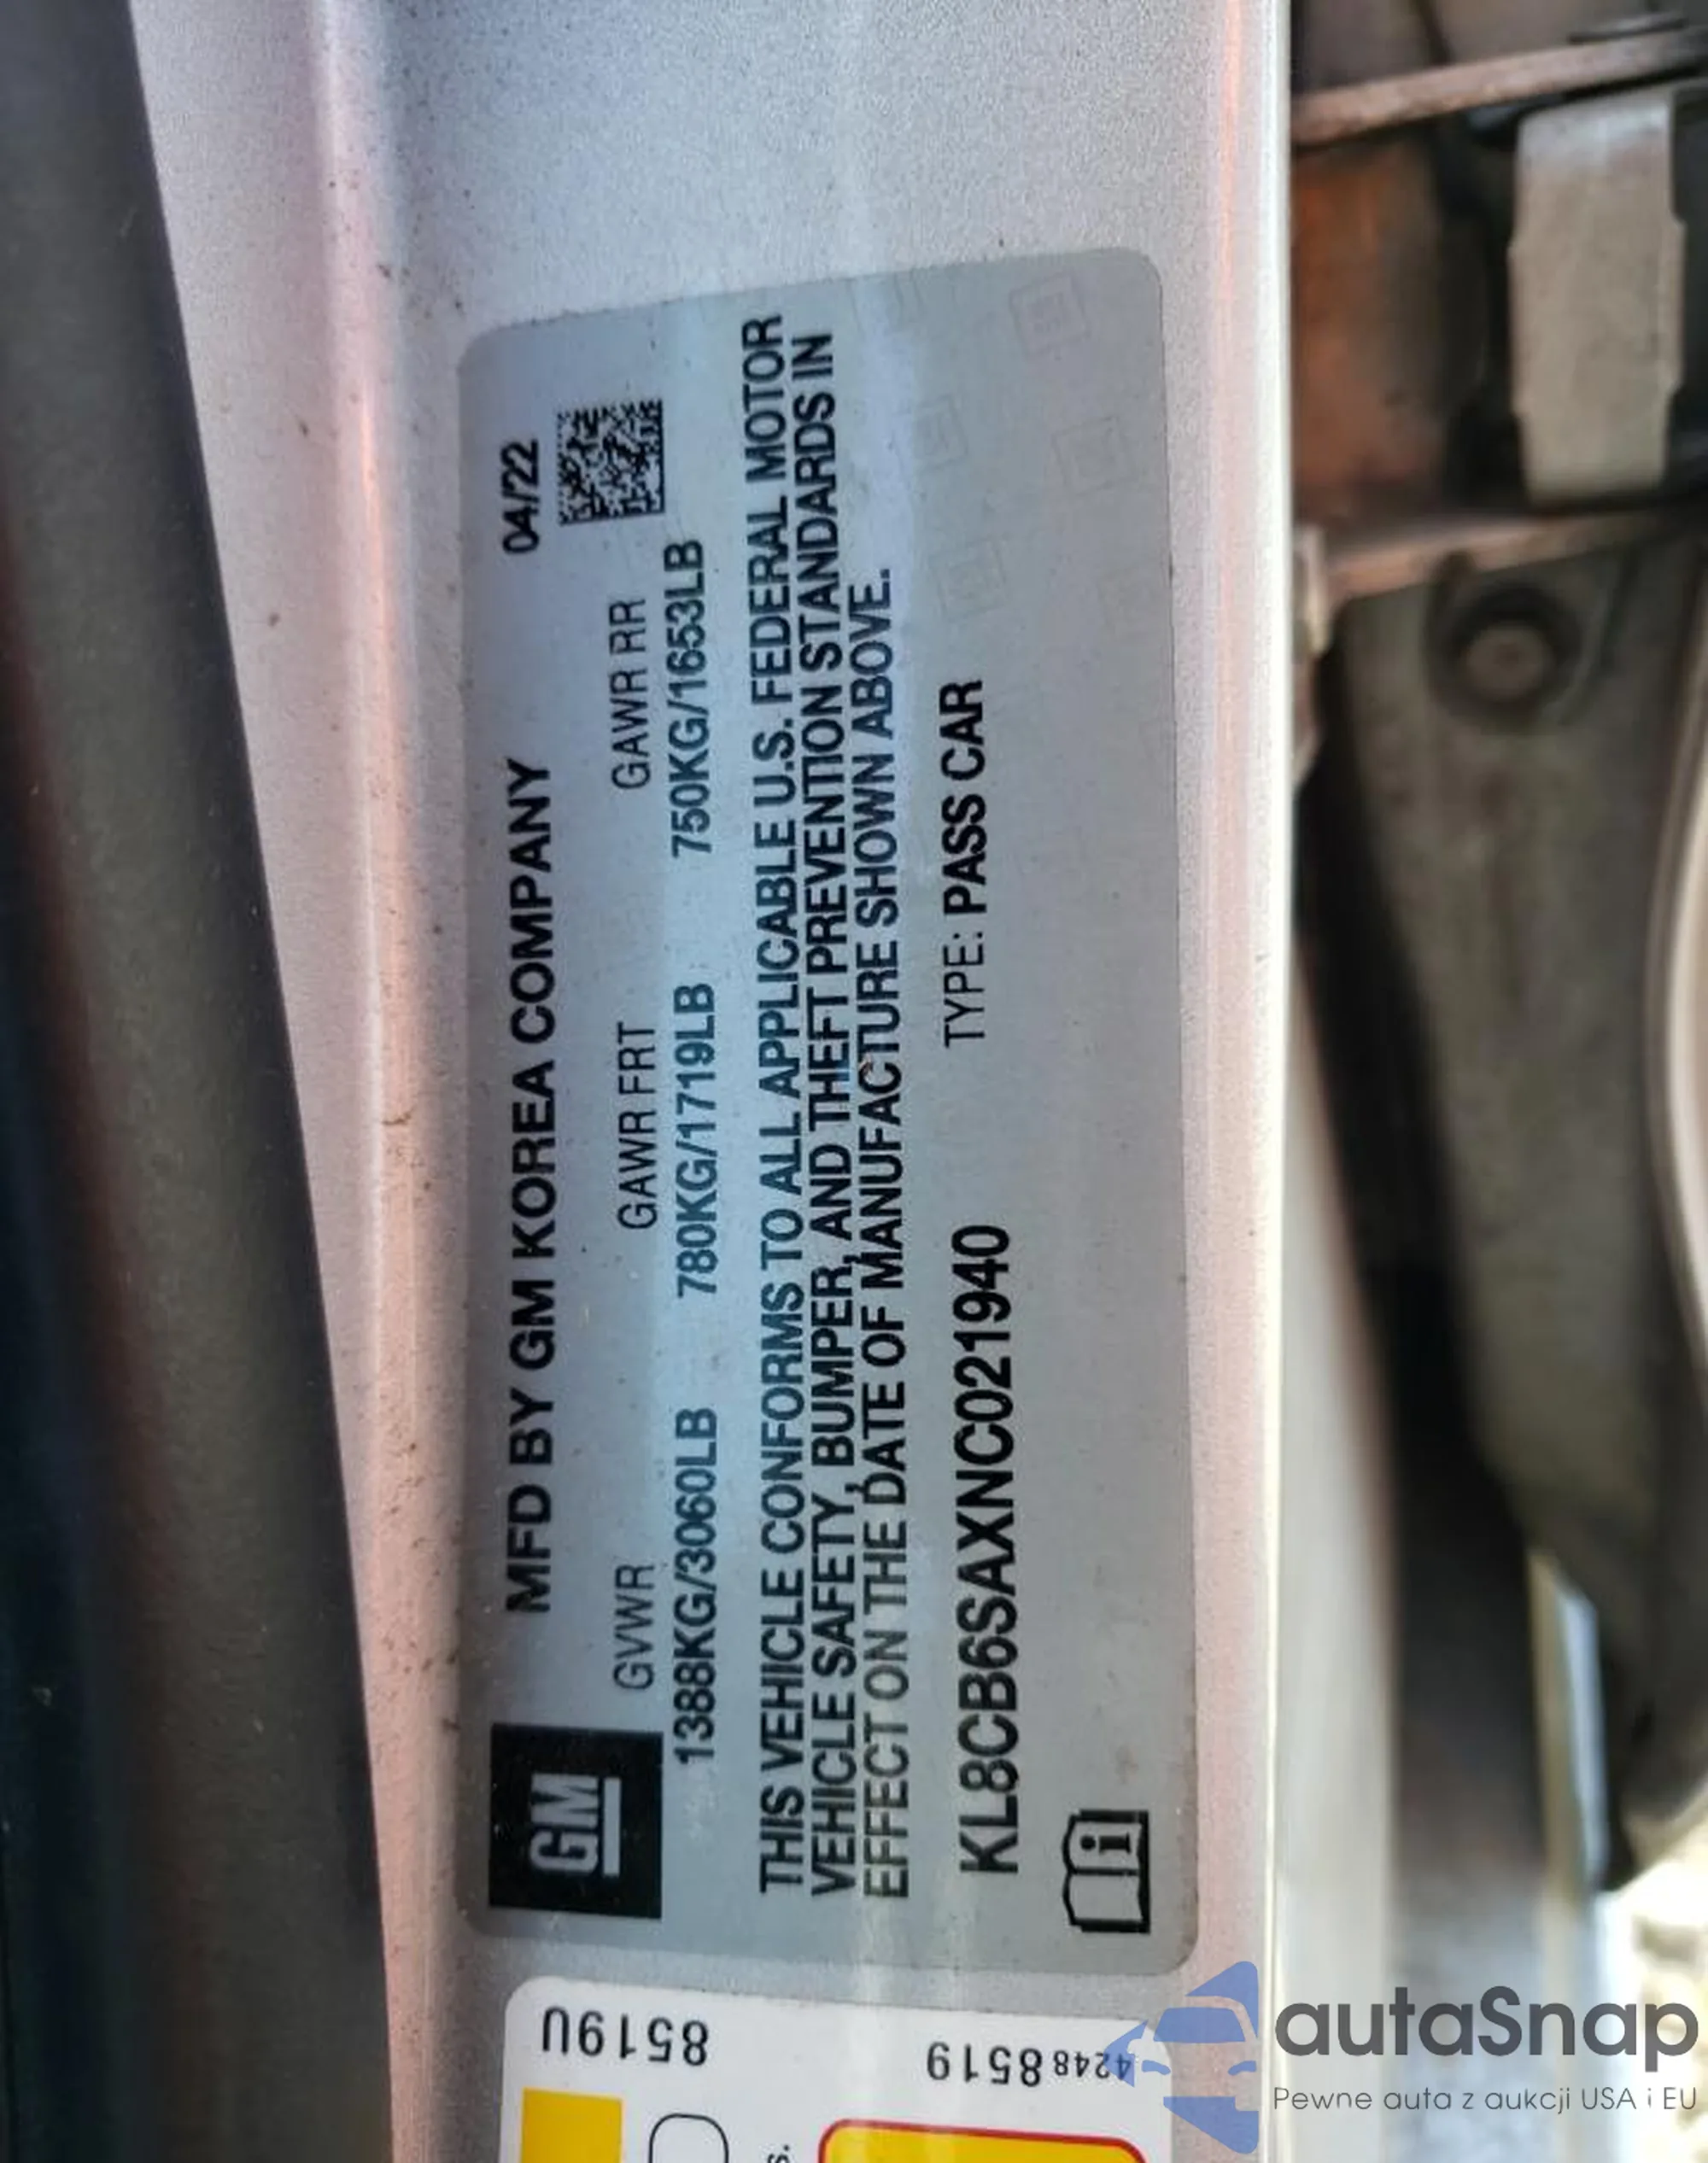 GM
MFD BY GM KOREA COMPANY 04/22
GVWR GAWR FRT GAWR RR
1388KG/3060LB 780KG/1719LB 750KG/1653LB
THIS VEHICLE CONFORMS TO ALL APPLICABLE U.S. FEDERAL MOTOR
VEHICLE SAFETY, BUMPER, AND THEFT PREVENTION STANDARDS IN
EFFECT ON THE DATE OF MANUFACTURE SHOWN ABOVE.
KL8CB6SAXNC021940 TYPE: PASS CAR
8519U
42488519
autaSnap
Pewne auta z aukcji USA i EU